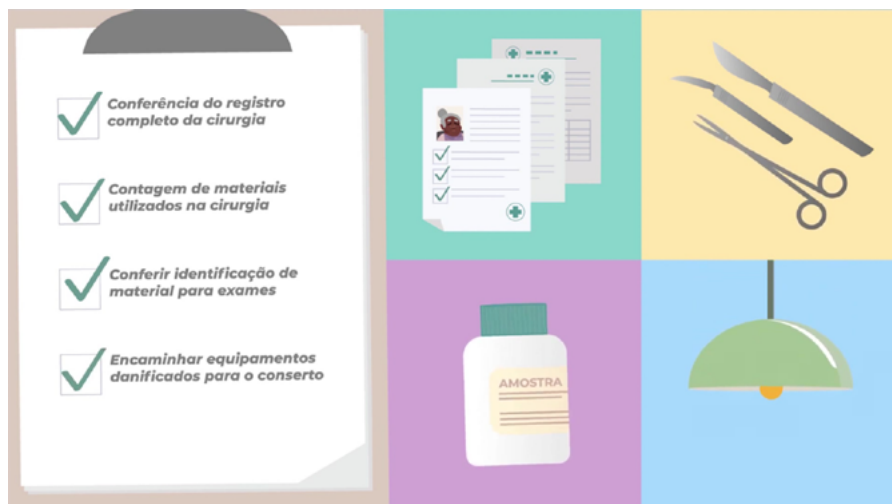 Conferência do registro
completo da cirurgia
Contagem de materiais
utilizados na cirurgia
Conferir identificação de
material para exames
Encaminhar equipamentos
danificados para o conserto
AMOSTRA